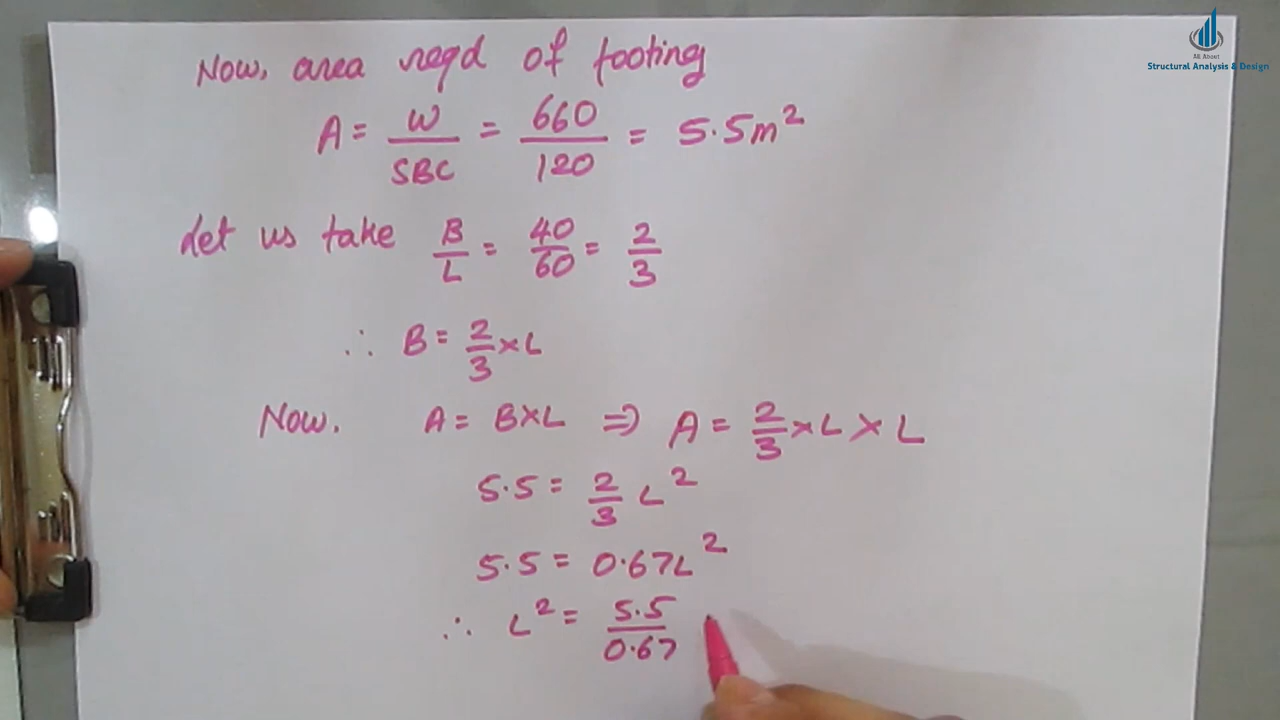 All About
Structural Analysis & Design
Now, area reqd of footing
A = W/SBC = 660/120 = 5.5m²
Let us take B/L = 40/60 = 2/3
∴ B = 2/3 × L
Now, A = B×L ⇒ A = 2/3 × L × L
5.5 = 2/3 L²
5.5 = 0.67L²
∴ L² = 5.5/0.67